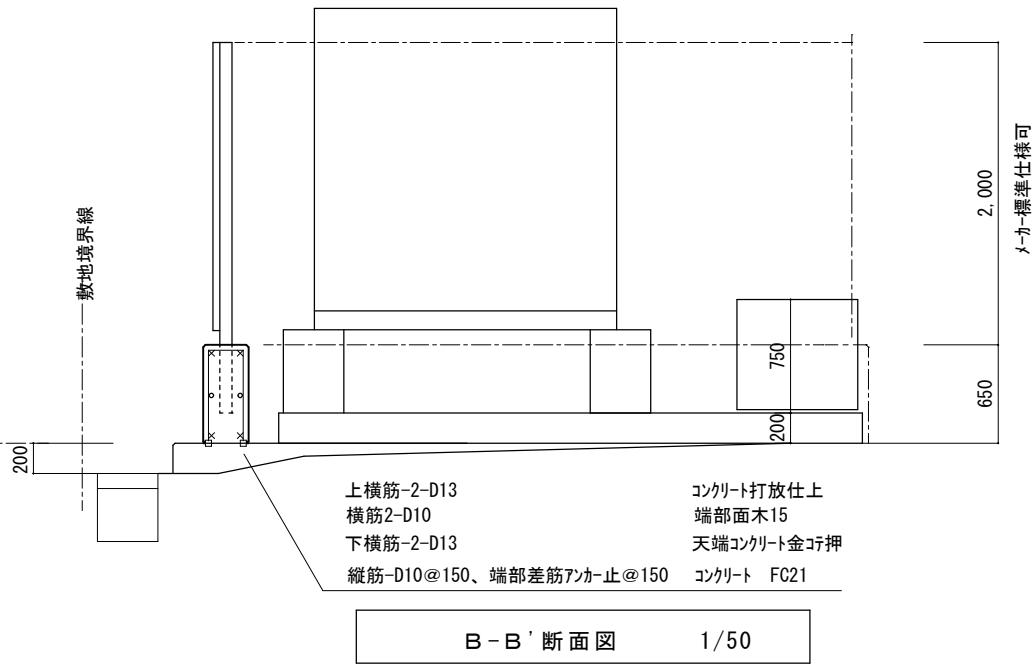 敷地境界線
2,000
メーカー標準仕様可
750
650
200
200
上横筋-2-D13
横筋2-D10
下横筋-2-D13
縦筋-D10@150、端部差筋アンカー止@150
コンクリート打放仕上
端部面木15
天端コンクリート金コテ押
コンクリート FC21
B-B'断面図 1/50